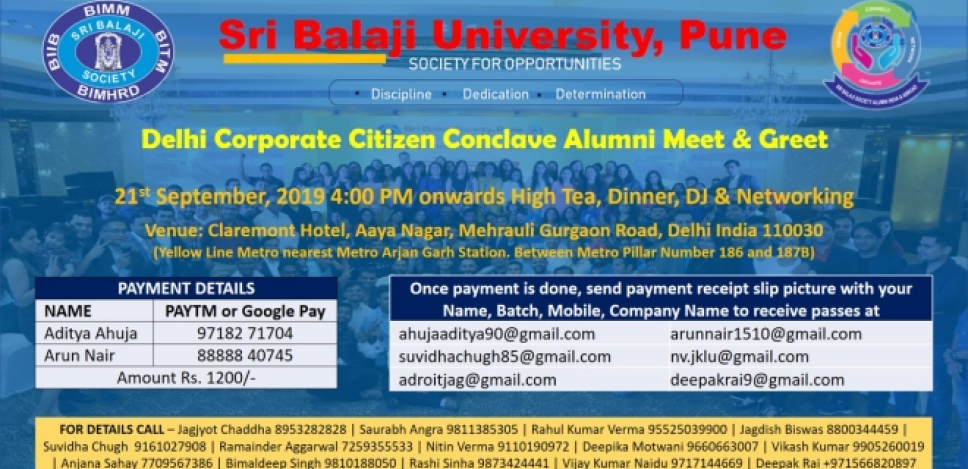 BIIB BIMM BITM
SRI BALAJI
SOCIETY
BIMHRD
Sri Balaji University, Pune
SOCIETY FOR OPPORTUNITIES
• Discipline • Dedication • Determination
CONNECT
NETWORK
SRI BALAJI SOCIETY ALUMNI INDIA & ABROAD
Delhi Corporate Citizen Conclave Alumni Meet & Greet
21st September, 2019 4:00 PM onwards High Tea, Dinner, DJ & Networking
Venue: Claremont Hotel, Aaya Nagar, Mehrauli Gurgaon Road, Delhi India 110030
(Yellow Line Metro nearest Metro Arjan Garh Station. Between Metro Pillar Number 186 and 187B)
PAYMENT DETAILS
NAME PAYTM or Google Pay
Aditya Ahuja 97182 71704
Arun Nair 88888 40745
Amount Rs. 1200/-
Once payment is done, send payment receipt slip picture with your
Name, Batch, Mobile, Company Name to receive passes at
ahujaaditya90@gmail.com arunnair1510@gmail.com
suvidhachugh85@gmail.com nv.jklu@gmail.com
adroitjag@gmail.com deepakrai9@gmail.com
FOR DETAILS CALL – Jagjyot Chaddha 8953282828 | Saurabh Angra 9811385305 | Rahul Kumar Verma 95525039900 | Jagdish Biswas 8800344459 |
Suvidha Chugh 9161027908 | Ramainder Aggarwal 7259355533 | Nitin Verma 9110190972 | Deepika Motwani 9660663007 | Vikash Kumar 9905260019
| Anjana Sahay 7709567386 | Bimaldeep Singh 9810188050 | Rashi Sinha 9873424441 | Vijay Kumar Naidu 9717144669 | Deepak Rai +971566820897